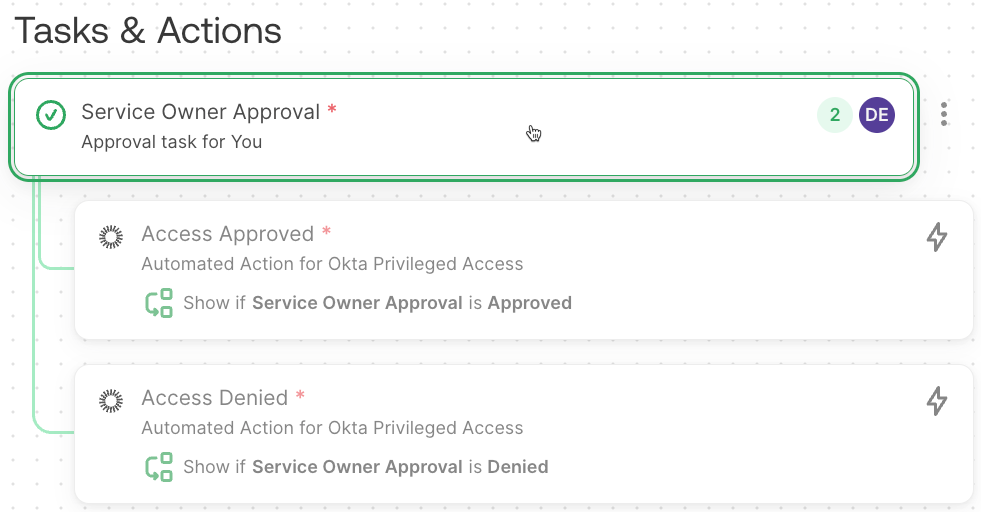 Tasks & Actions
Service Owner Approval *
2 DE
Approval task for You
Access Approved *
Automated Action for Okta Privileged Access
Show if Service Owner Approval is Approved
Access Denied *
Automated Action for Okta Privileged Access
Show if Service Owner Approval is Denied